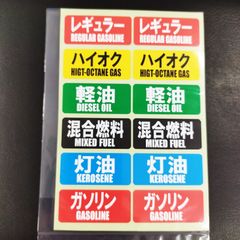 レギュラー レギュラー
REGULAR GASOLINE REGULAR GASOLINE
ハイオク ハイオク
HIGT-OCTANE GAS HIGT-OCTANE GAS
軽油 軽油
DIESEL OIL DIESEL OIL
混合燃料 混合燃料
MIXED FUEL MIXED FUEL
灯油 灯油
KEROSENE KEROSENE
ガソリン ガソリン
GASOLINE GASOLINE